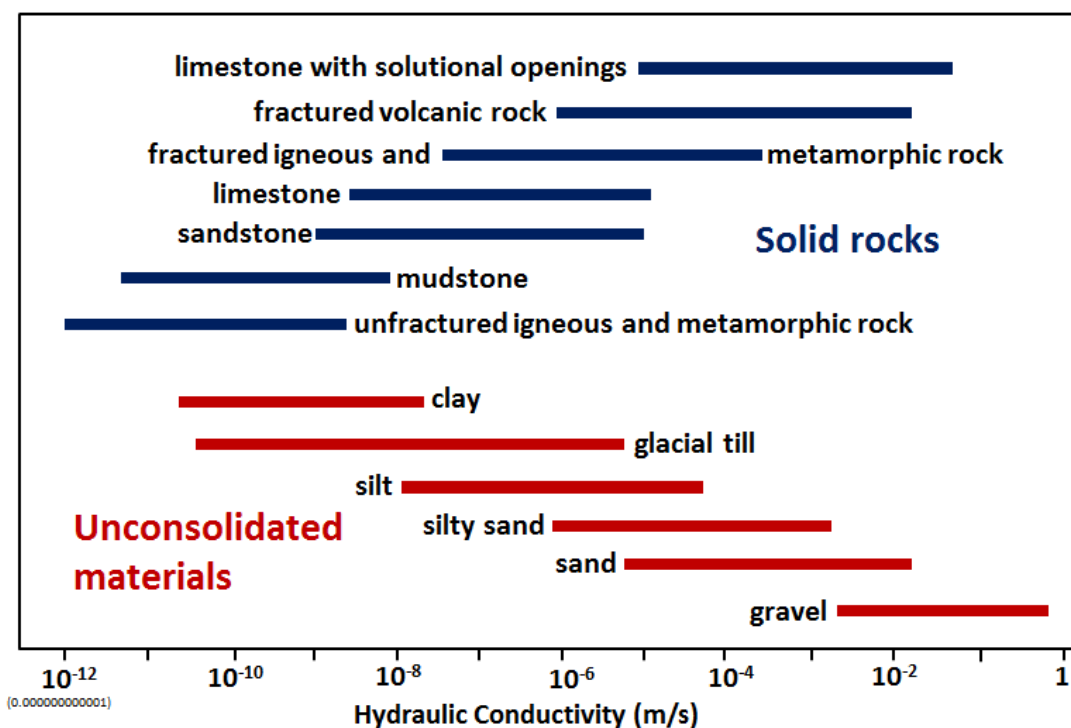 limestone with solutional openings
fractured volcanic rock
fractured igneous and metamorphic rock
limestone
sandstone
Solid rocks
mudstone
unfractured igneous and metamorphic rock
clay
glacial till
silt
Unconsolidated
materials
silty sand
sand
gravel
10⁻¹² 10⁻¹⁰ 10⁻⁸ 10⁻⁶ 10⁻⁴ 10⁻² 1
(0.000000000001)
Hydraulic Conductivity (m/s)